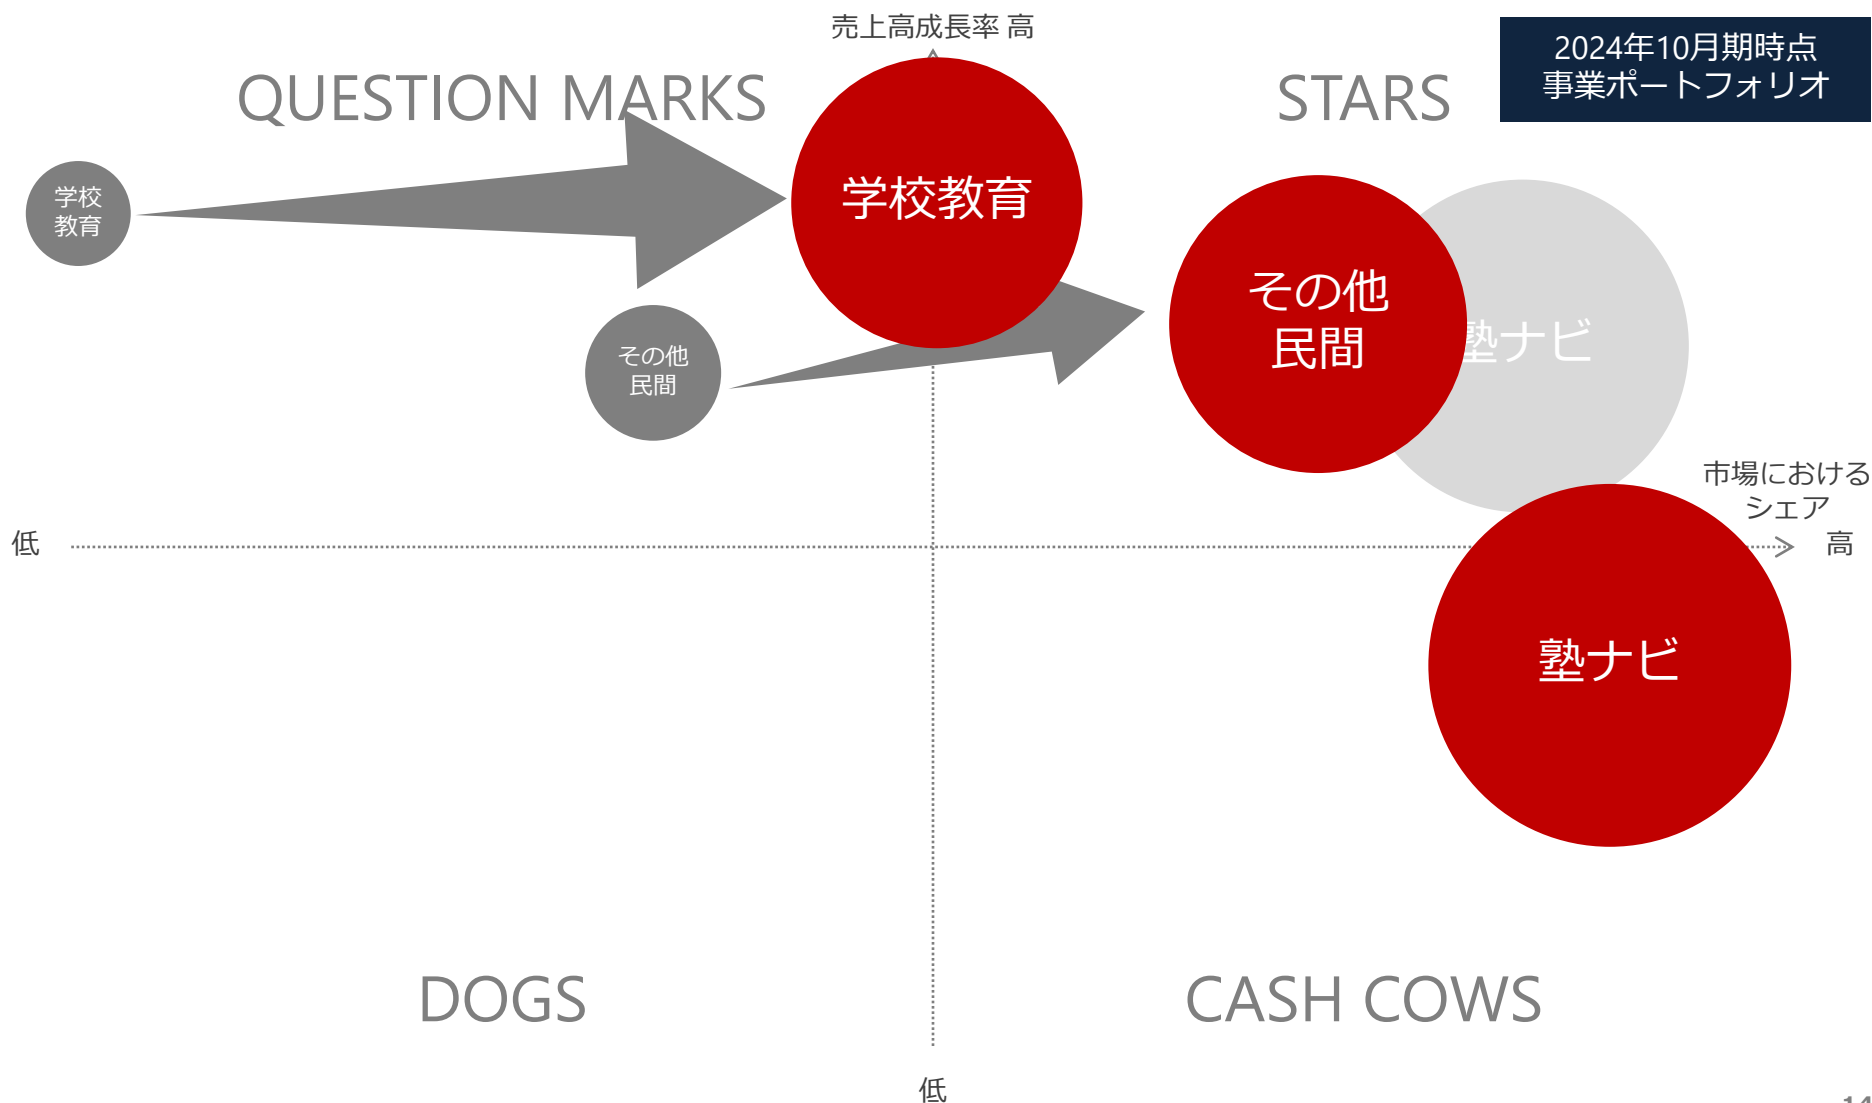 売上高成長率 高
2024年10月期時点
事業ポートフォリオ
QUESTION MARKS
STARS
学校
教育
学校教育
その他
民間
塾ナビ
その他
民間
市場における
シェア
低
高
塾ナビ
DOGS
CASH COWS
低
14